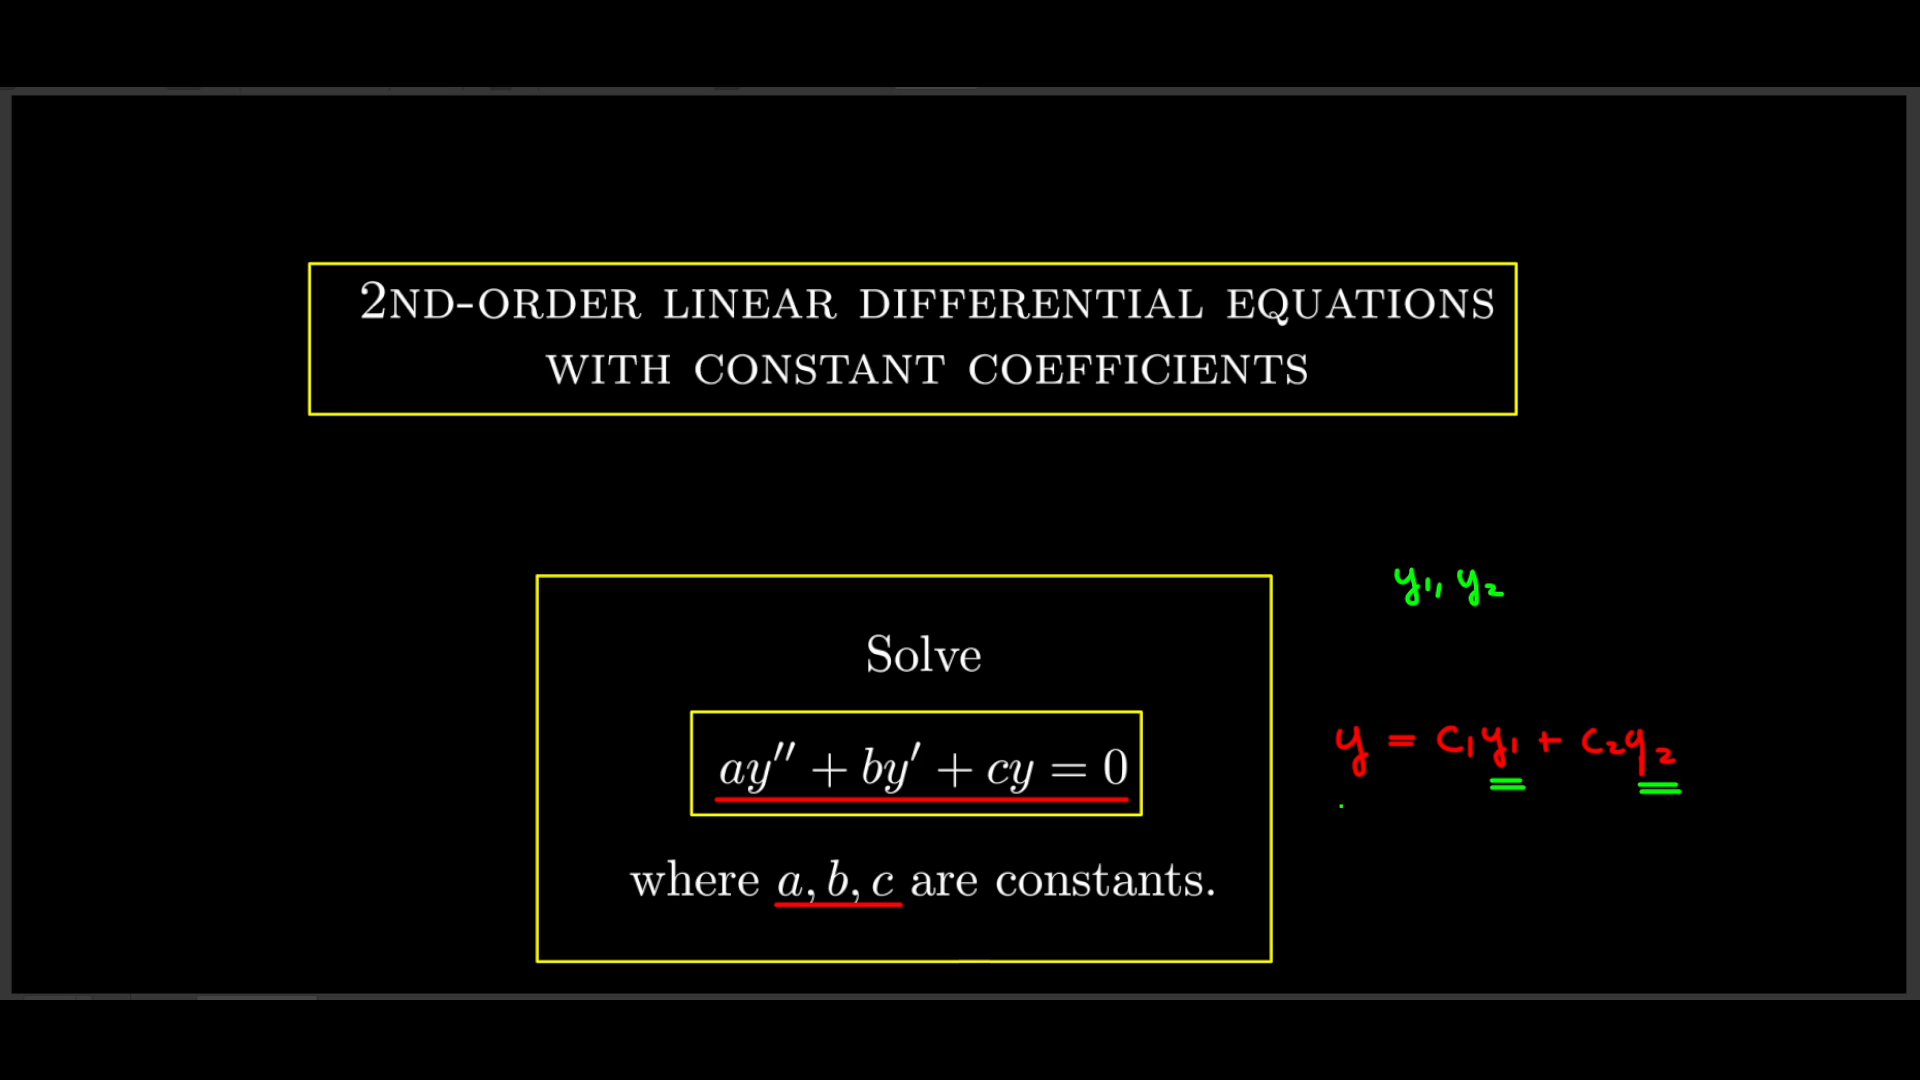 2ND-ORDER LINEAR DIFFERENTIAL EQUATIONS
WITH CONSTANT COEFFICIENTS
y₁, y₂
Solve
ay″ + by′ + cy = 0
y = c₁y₁ + c₂y₂
where a, b, c are constants.